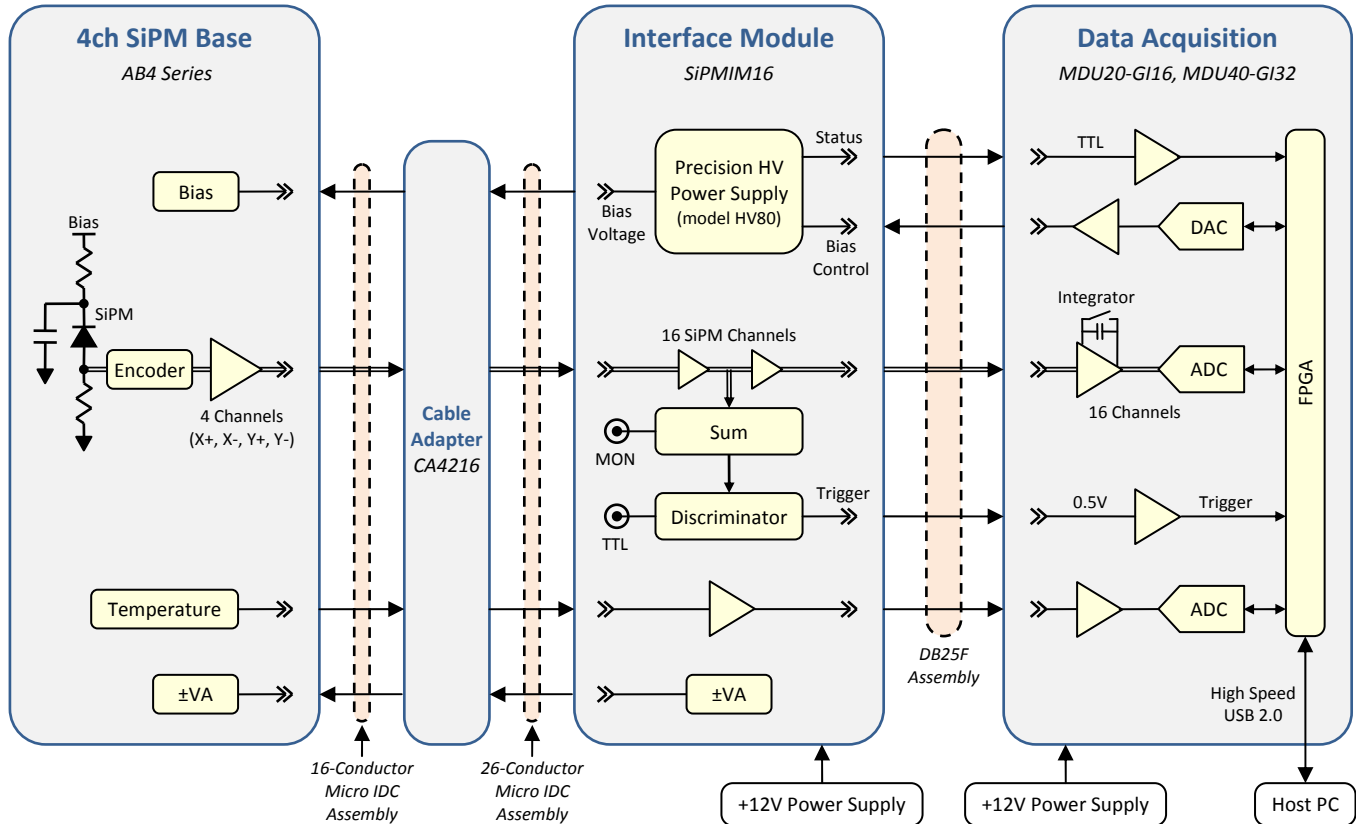 4ch SiPM Base
AB4 Series
Bias
Bias
SiPM
Encoder
4 Channels
(X+, X-, Y+, Y-)
Temperature
±VA
16-Conductor
Micro IDC
Assembly
Cable
Adapter
CA4216
26-Conductor
Micro IDC
Assembly
Interface Module
SiPMIM16
Precision HV
Power Supply
(model HV80)
Status
Bias
Voltage
Bias
Control
16 SiPM Channels
Sum
MON
Discriminator
Trigger
TTL
±VA
+12V Power Supply
DB25F
Assembly
Data Acquisition
MDU20-GI16, MDU40-GI32
TTL
DAC
Integrator
ADC
16 Channels
0.5V
Trigger
ADC
FPGA
High Speed
USB 2.0
+12V Power Supply
Host PC